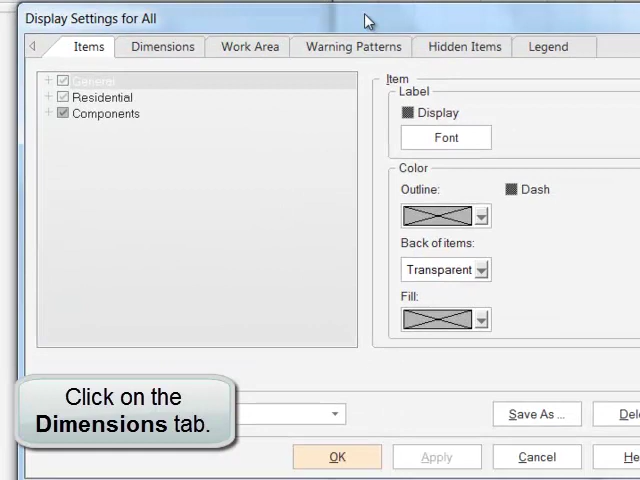 Display Settings for All
Items Dimensions Work Area Warning Patterns Hidden Items Legend
General
Residential
Components
Item
Label
Display
Font
Color
Outline:
Dash
Back of items:
Transparent
Fill:
Click on the
Dimensions tab.
Save As ...
OK Apply Cancel